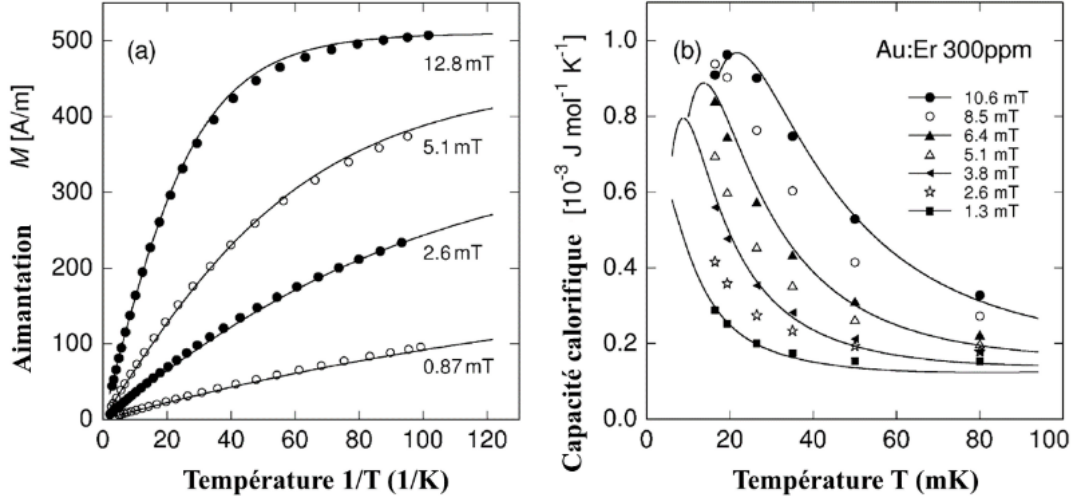 (a)
500
400
300
200
100
0
Aimantation M [A/m]
12.8 mT
5.1 mT
2.6 mT
0.87 mT
0 20 40 60 80 100 120
Température 1/T (1/K)
(b)
Au:Er 300ppm
10.6 mT
8.5 mT
6.4 mT
5.1 mT
3.8 mT
2.6 mT
1.3 mT
1.0
0.8
0.6
0.4
0.2
0.0
Capacité calorifique [10⁻³ J mol⁻¹ K⁻¹]
0 20 40 60 80 100
Température T (mK)